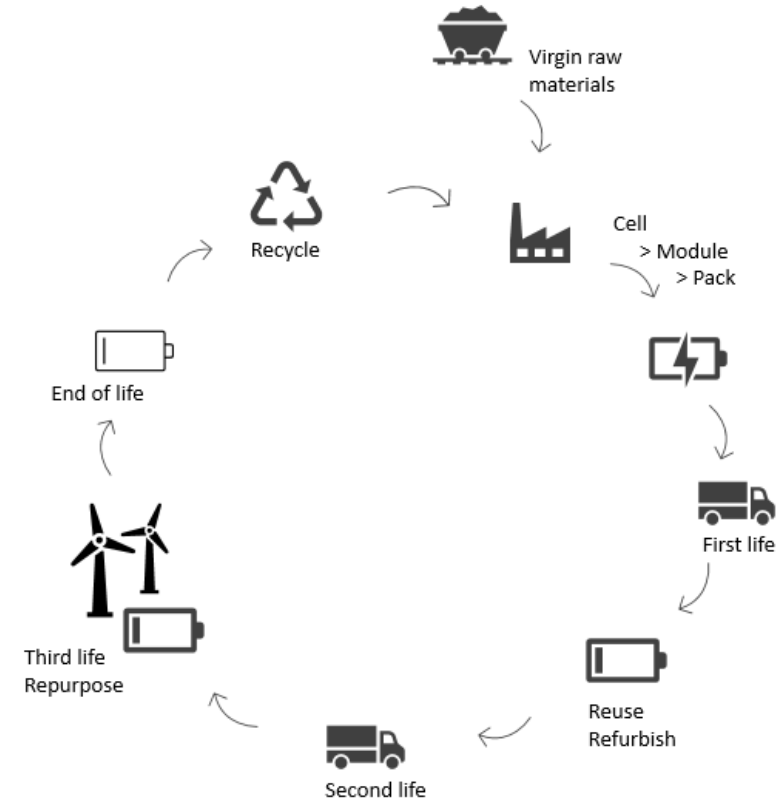 Virgin raw
materials
Recycle
Cell
> Module
> Pack
End of life
First life
Third life
Repurpose
Reuse
Refurbish
Second life